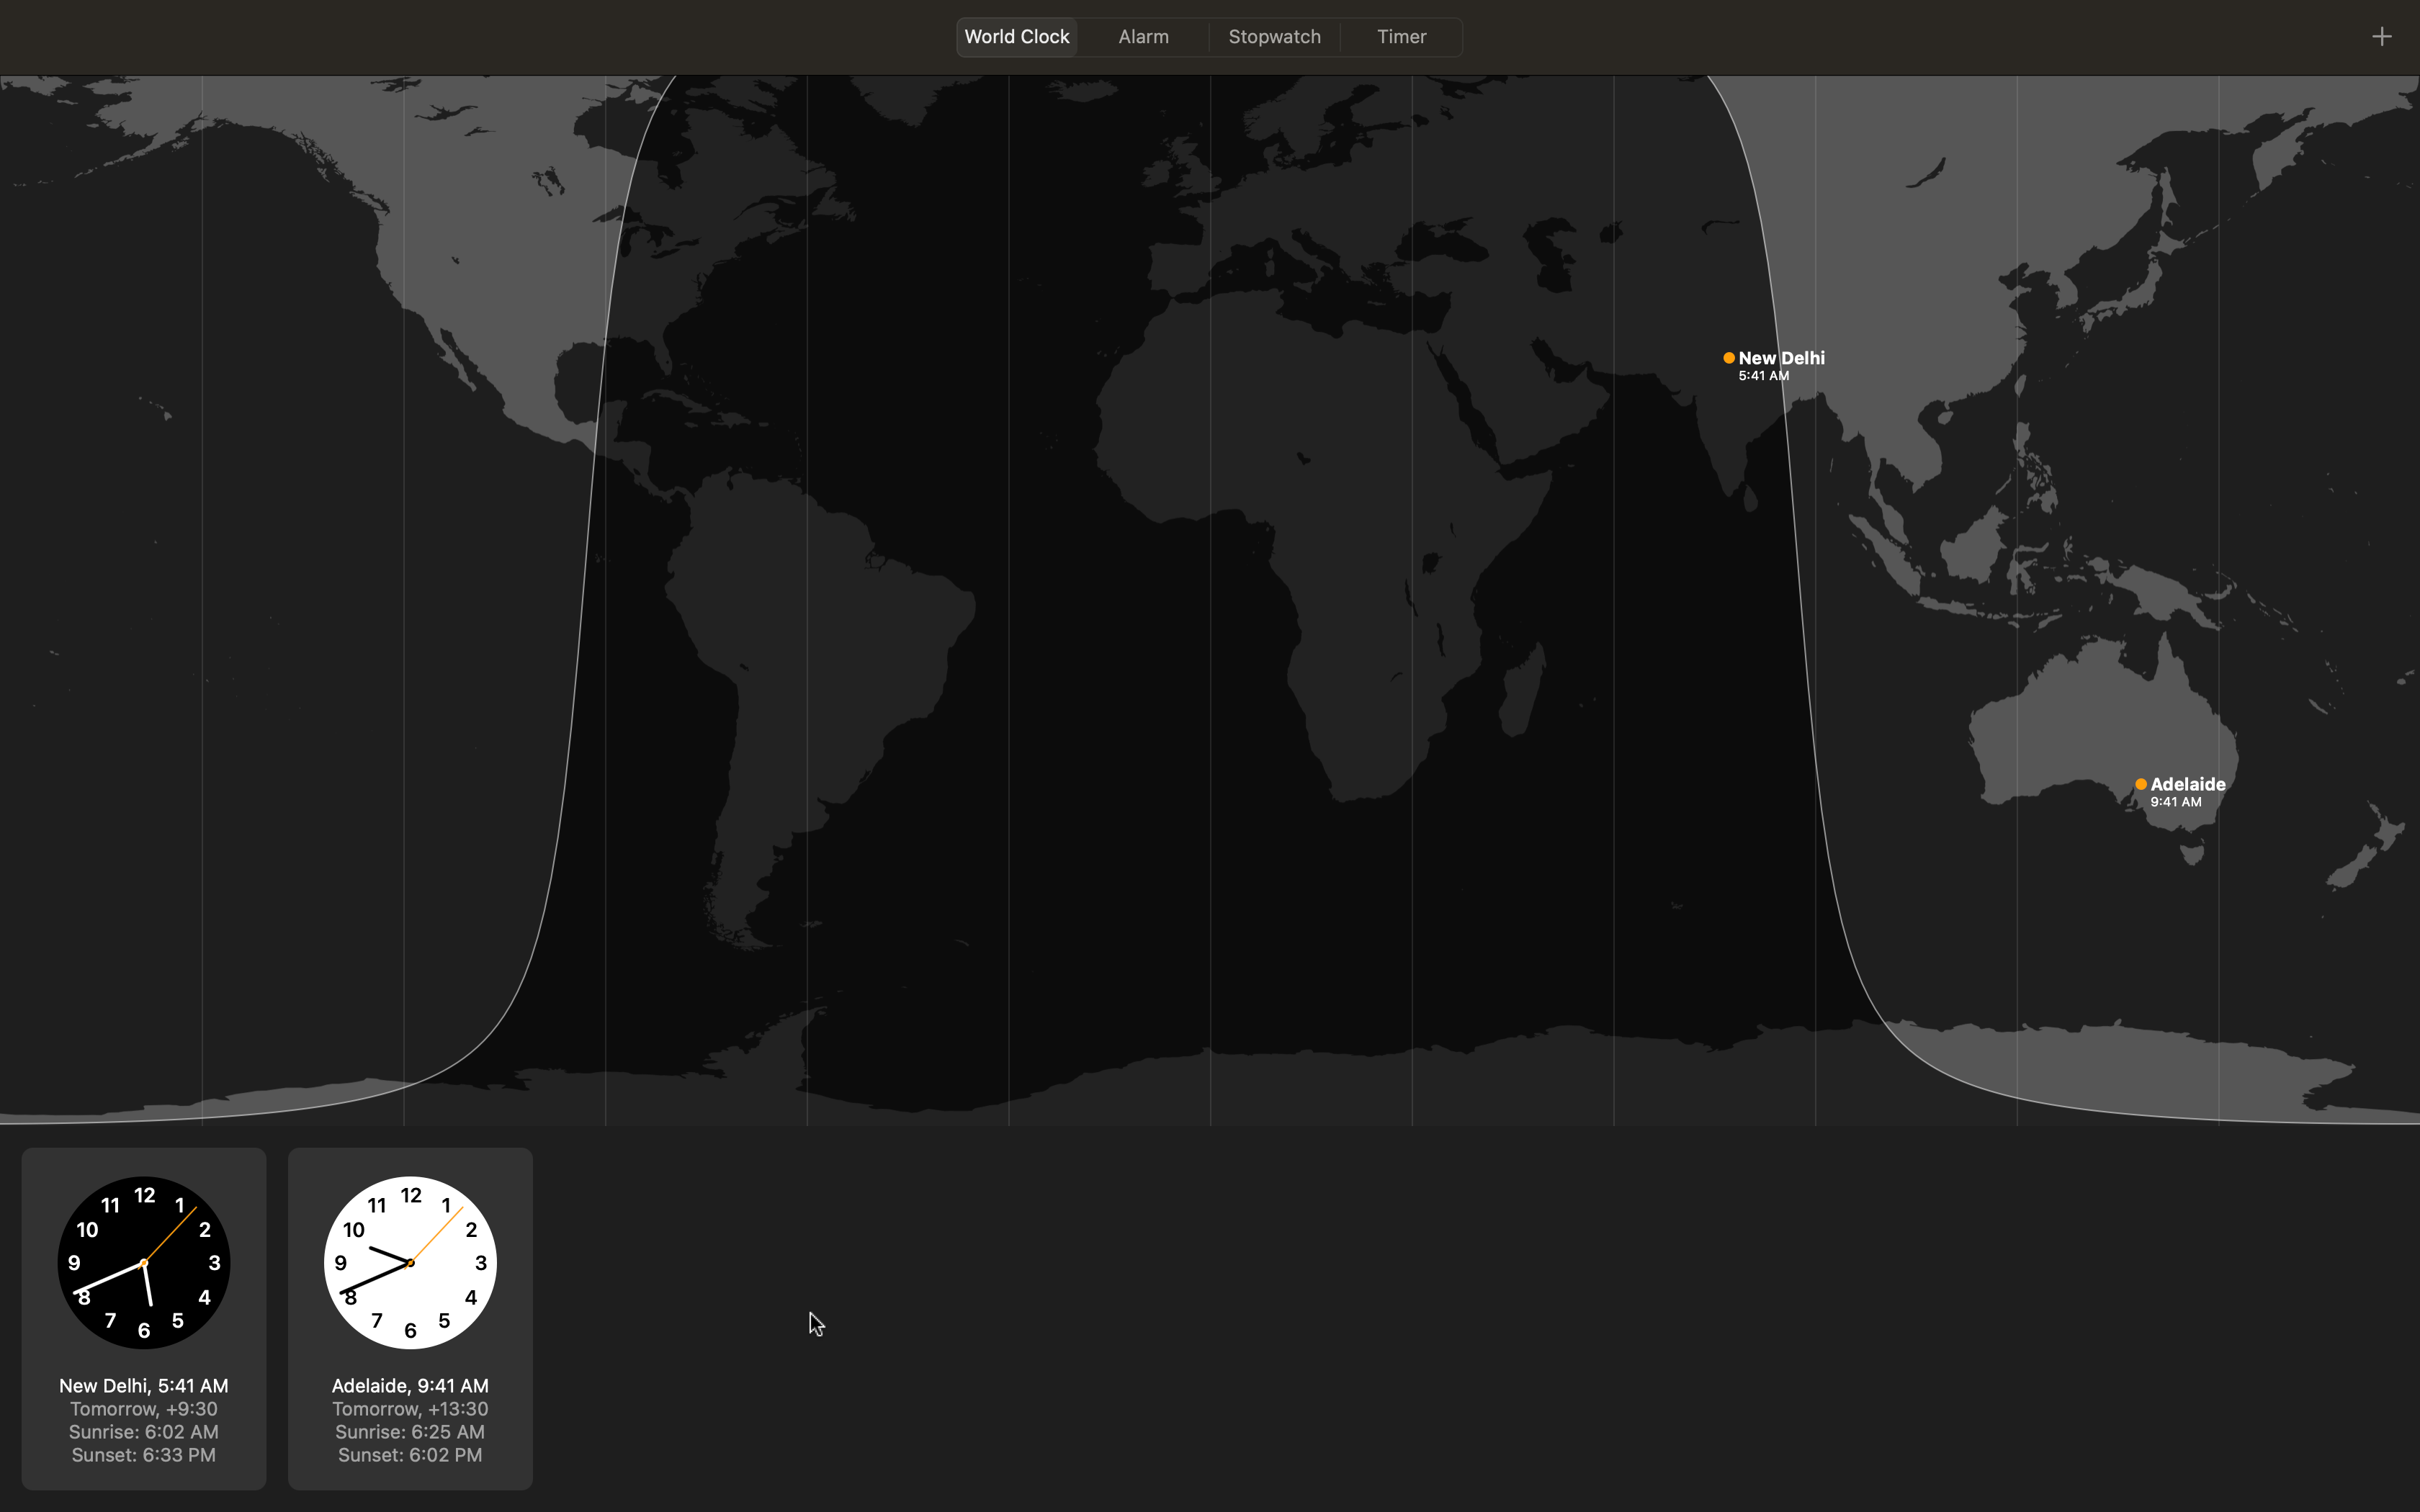 World Clock Alarm Stopwatch Timer +
New Delhi
5:41 AM
Adelaide
9:41 AM
12
1
2
3
4
5
6
7
8
9
10
11
New Delhi, 5:41 AM
Tomorrow, +9:30
Sunrise: 6:02 AM
Sunset: 6:33 PM
12
1
2
3
4
5
6
7
8
9
10
11
Adelaide, 9:41 AM
Tomorrow, +13:30
Sunrise: 6:25 AM
Sunset: 6:02 PM